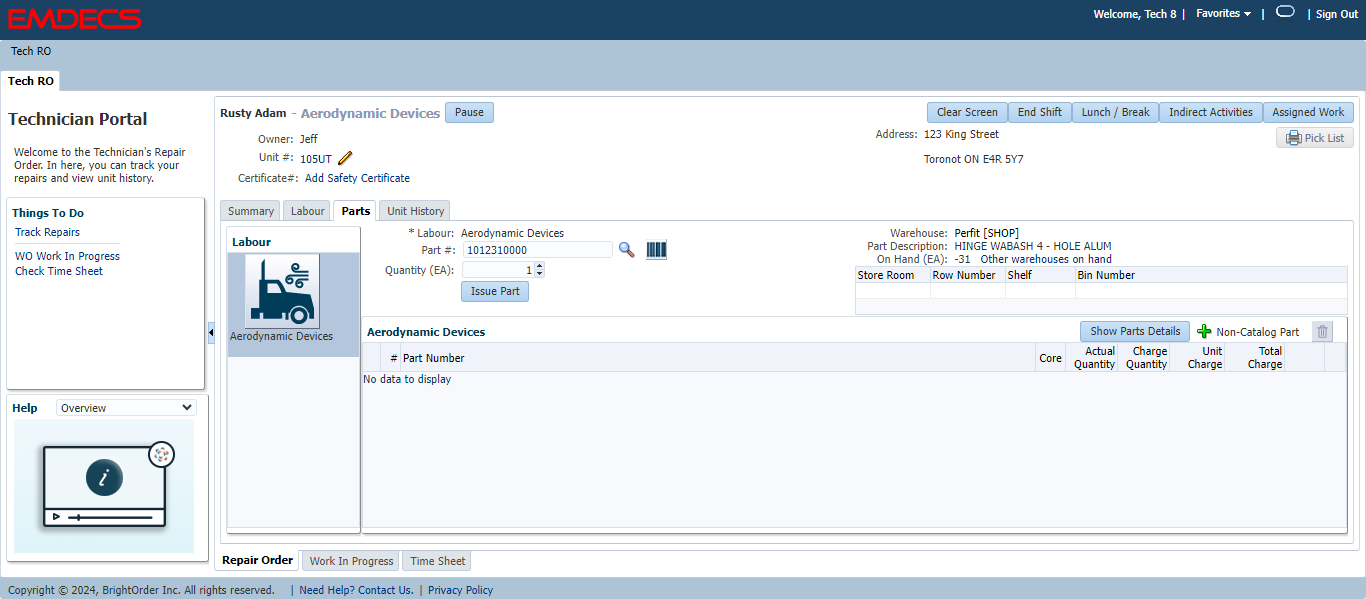 EMDECS
Welcome, Tech 8 | Favorites | | Sign Out
Tech RO
Tech RO
Technician Portal
Welcome to the Technician's Repair
Order. In here, you can track your
repairs and view unit history.
Things To Do
Track Repairs
WO Work In Progress
Check Time Sheet
Help Overview
i
Rusty Adam - Aerodynamic Devices Pause
Clear Screen End Shift Lunch / Break Indirect Activities Assigned Work
Owner: Jeff
Unit #: 105UT
Certificate#: Add Safety Certificate
Address: 123 King Street
Toronot ON E4R 5Y7
Pick List
Summary Labour Parts Unit History
Labour
Aerodynamic Devices
* Labour: Aerodynamic Devices
Part #: 1012310000
Quantity (EA): 1
Issue Part
Warehouse: Perfit [SHOP]
Part Description: HINGE WABASH 4 - HOLE ALUM
On Hand (EA): -31 Other warehouses on hand
Store Room Row Number Shelf Bin Number
Aerodynamic Devices Show Parts Details Non-Catalog Part
# Part Number Core Actual Quantity Charge Quantity Unit Charge Total Charge
No data to display
Repair Order Work In Progress Time Sheet
Copyright © 2024, BrightOrder Inc. All rights reserved. | Need Help? Contact Us. | Privacy Policy